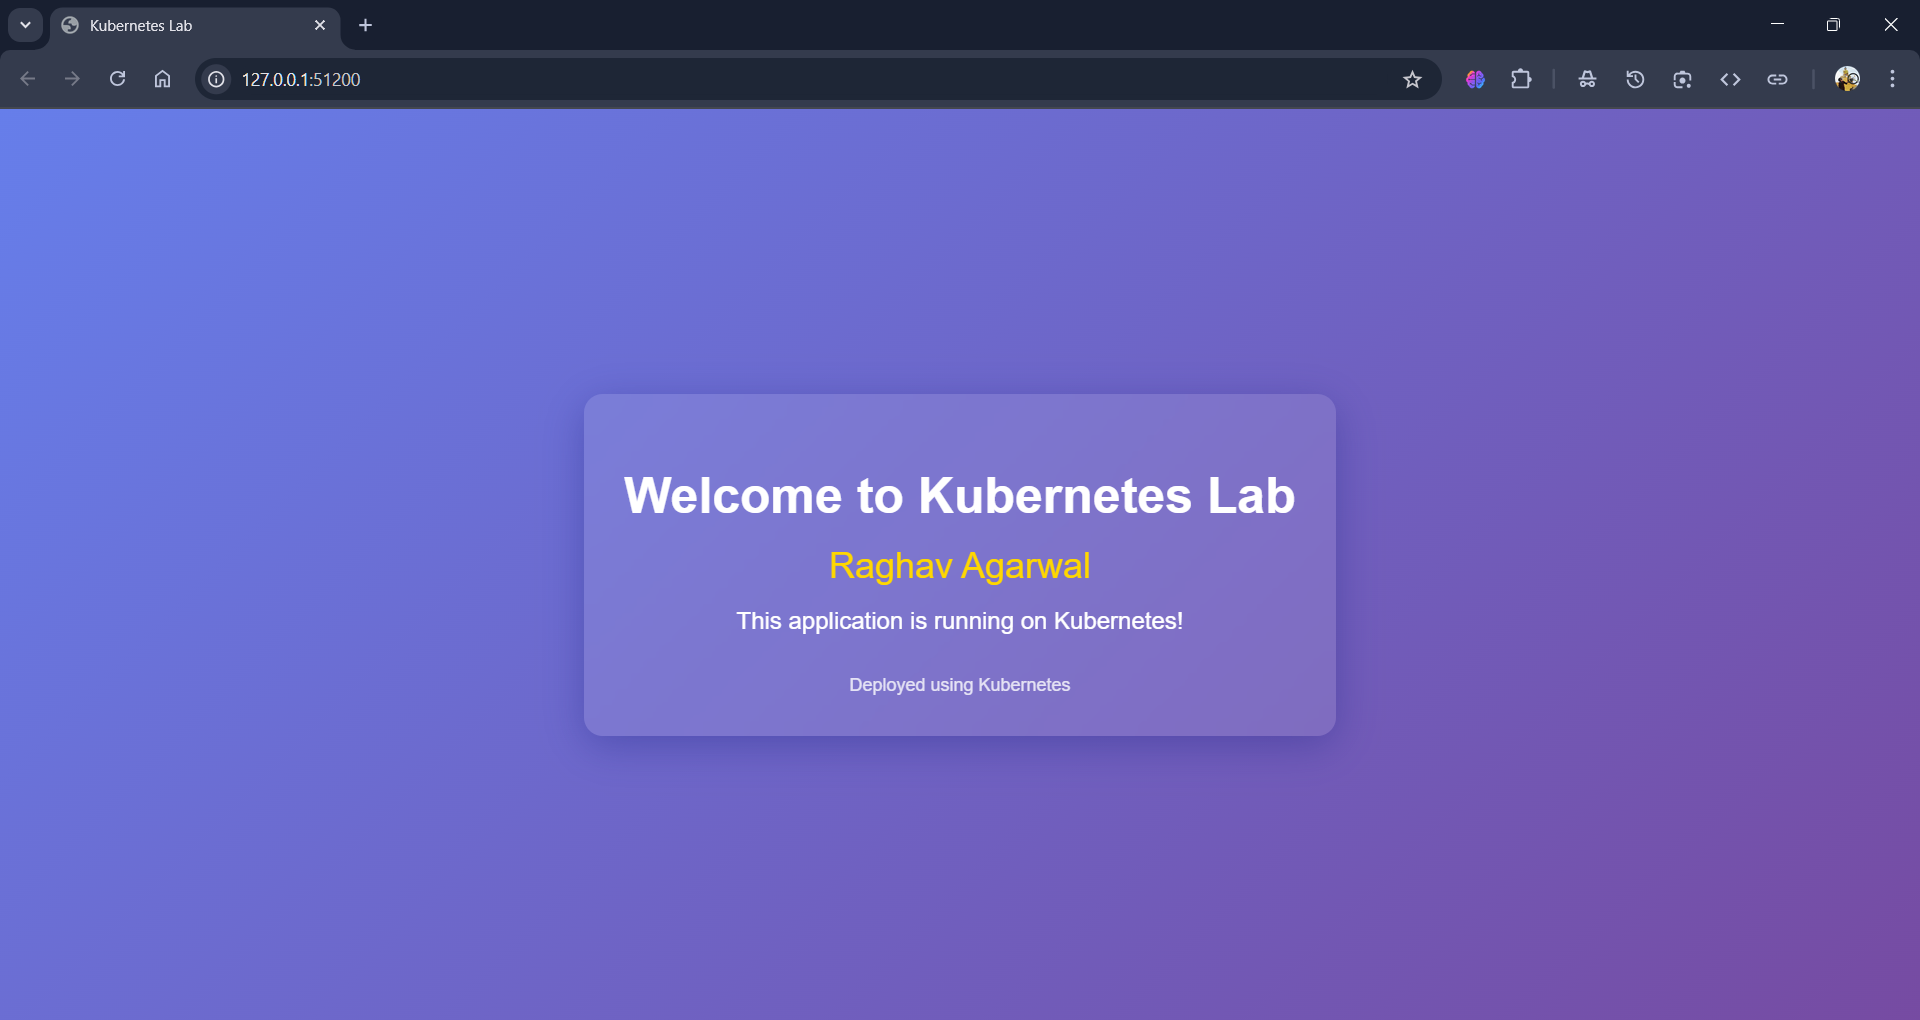 Kubernetes Lab
127.0.0.1:51200
Welcome to Kubernetes Lab
Raghav Agarwal
This application is running on Kubernetes!
Deployed using Kubernetes